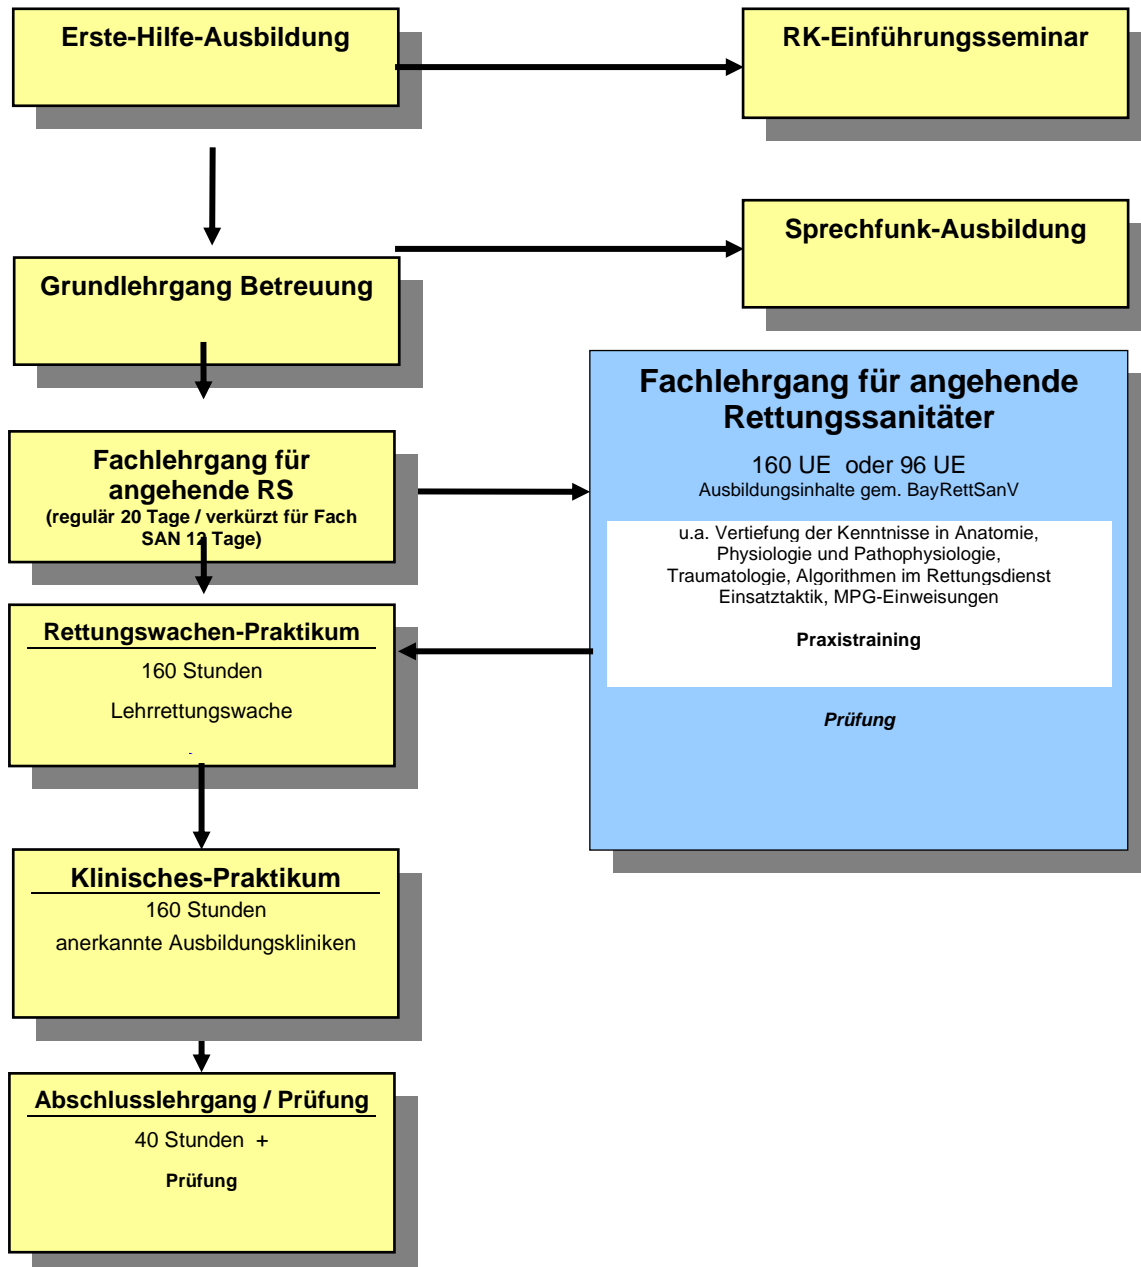 Erste-Hilfe-Ausbildung
RK-Einführungsseminar
Sprechfunk-Ausbildung
Grundlehrgang Betreuung
Fachlehrgang für
angehende RS
(regulär 20 Tage / verkürzt für Fach
SAN 12 Tage)
Fachlehrgang für angehende
Rettungssanitäter
160 UE  oder 96 UE
Ausbildungsinhalte gem. BayRettSanV
u.a. Vertiefung der Kenntnisse in Anatomie,
Physiologie und Pathophysiologie,
Traumatologie, Algorithmen im Rettungsdienst
Einsatztaktik, MPG-Einweisungen
Praxistraining
Prüfung
Rettungswachen-Praktikum
160 Stunden
Lehrrettungswache
.
Klinisches-Praktikum
160 Stunden
anerkannte Ausbildungskliniken
Abschlusslehrgang / Prüfung
40 Stunden  +
Prüfung